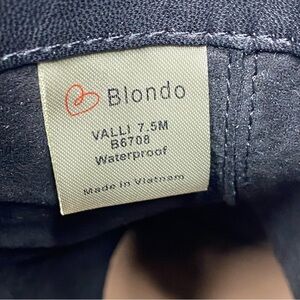 Blondo
VALLI 7.5M
B6708
Waterproof
Made in Vietnam